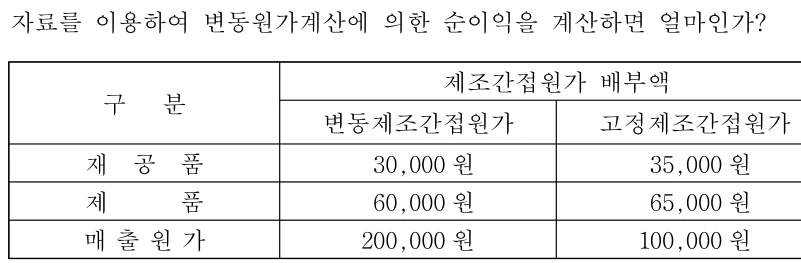 자료를 이용하여 변동원가계산에 의한 순이익을 계산하면 얼마인가?
구 분
제조간접원가 배부액
변동제조간접원가 고정제조간접원가
재 공 품 30,000 원 35,000 원
제 품 60,000 원 65,000 원
매 출 원 가 200,000 원 100,000 원